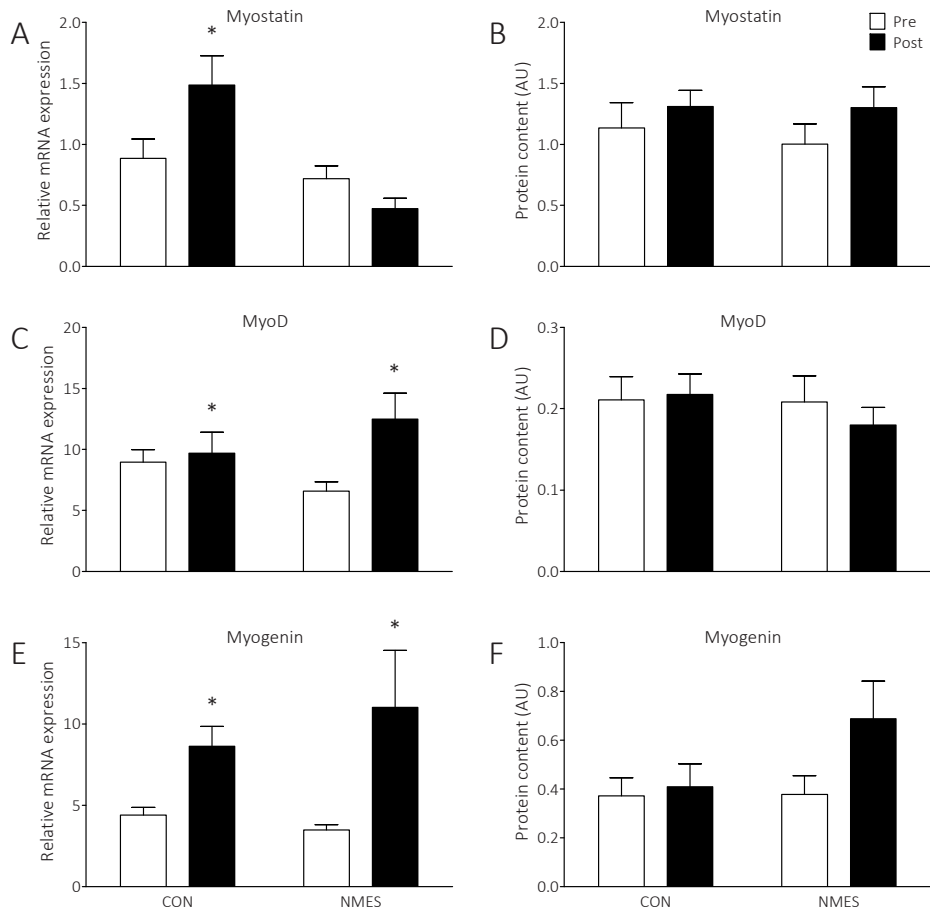 A
Myostatin
Relative mRNA expression
2.0
1.5
1.0
0.5
0.0
*
B
Myostatin
Protein content (AU)
2.0
1.5
1.0
0.5
0.0
Pre
Post
C
MyoD
Relative mRNA expression
20
15
10
5
0
*
*
D
MyoD
Protein content (AU)
0.3
0.2
0.1
0.0
E
Myogenin
Relative mRNA expression
15
10
5
0
*
*
CON
NMES
F
Myogenin
Protein content (AU)
1.0
0.8
0.6
0.4
0.2
0.0
CON
NMES